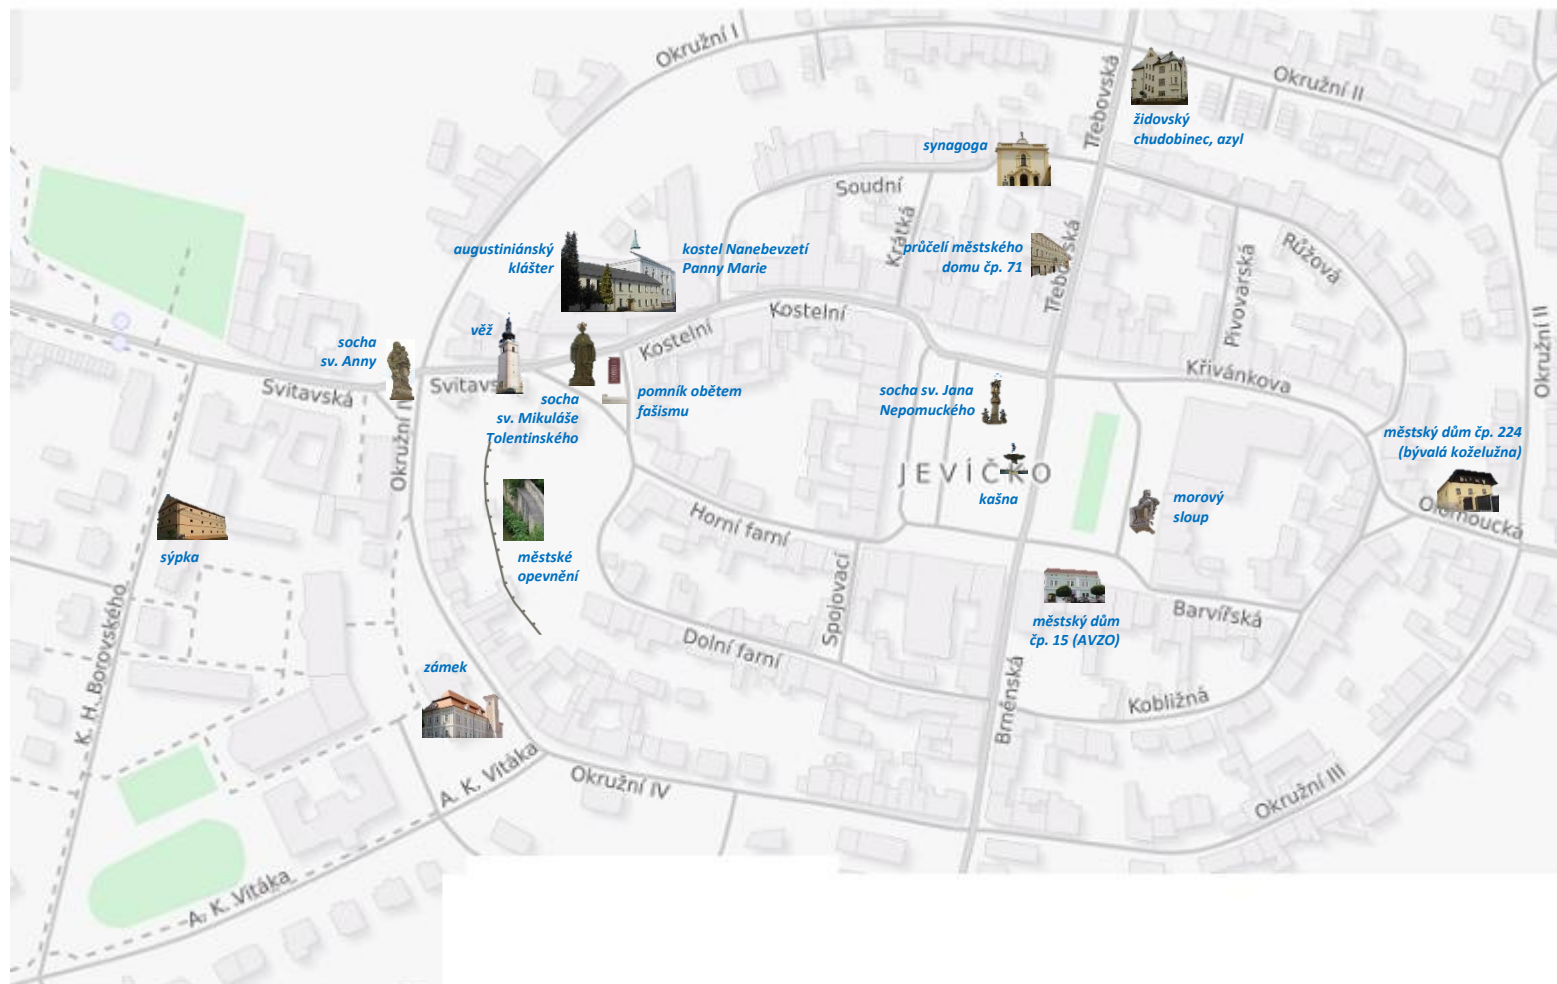 Okružní I
Třebovská
Okružní II
židovský
chudobinec, azyl
synagoga
Soudní
Krátká
augustiniánský
klášter
kostel Nanebevzetí
Panny Marie
průčelí městského
domu čp. 71
Třebovská
Pivovarská
Růžová
Okružní II
Kostelní
Kostelní
věž
socha
sv. Anny
Svitavská
Svitavs
Okružní IV
socha
sv. Mikuláše
Tolentinského
pomník obětem
fašismu
socha sv. Jana
Nepomuckého
Křivánkova
městský dům čp. 224
(bývalá koželužna)
JEVÍČKO
kašna
morový
sloup
Olomoucká
sýpka
městské
opevnění
Horní farní
Spojovací
Dolní farní
městský dům
čp. 15 (AVZO)
Barvířská
K. H. Borovského
zámek
Brněnská
Kobližná
A. K. Vitáka
Okružní IV
Okružní III
A. K. Vitáka